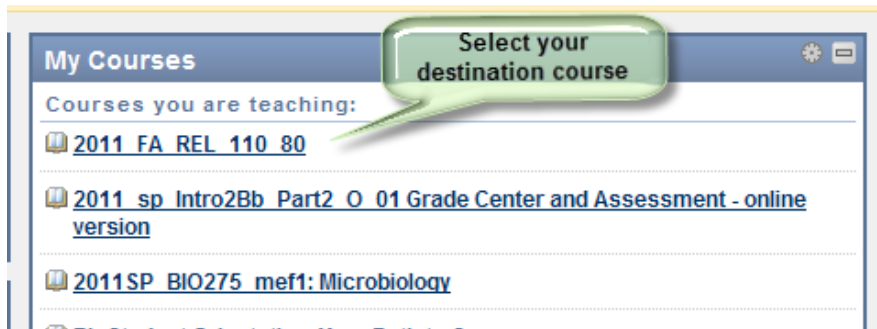 Select your
destination course
My Courses
Courses you are teaching:
2011_FA_REL_110_80
2011_sp_Intro2Bb_Part2_O_01 Grade Center and Assessment - online
version
2011SP_BIO275_mef1: Microbiology